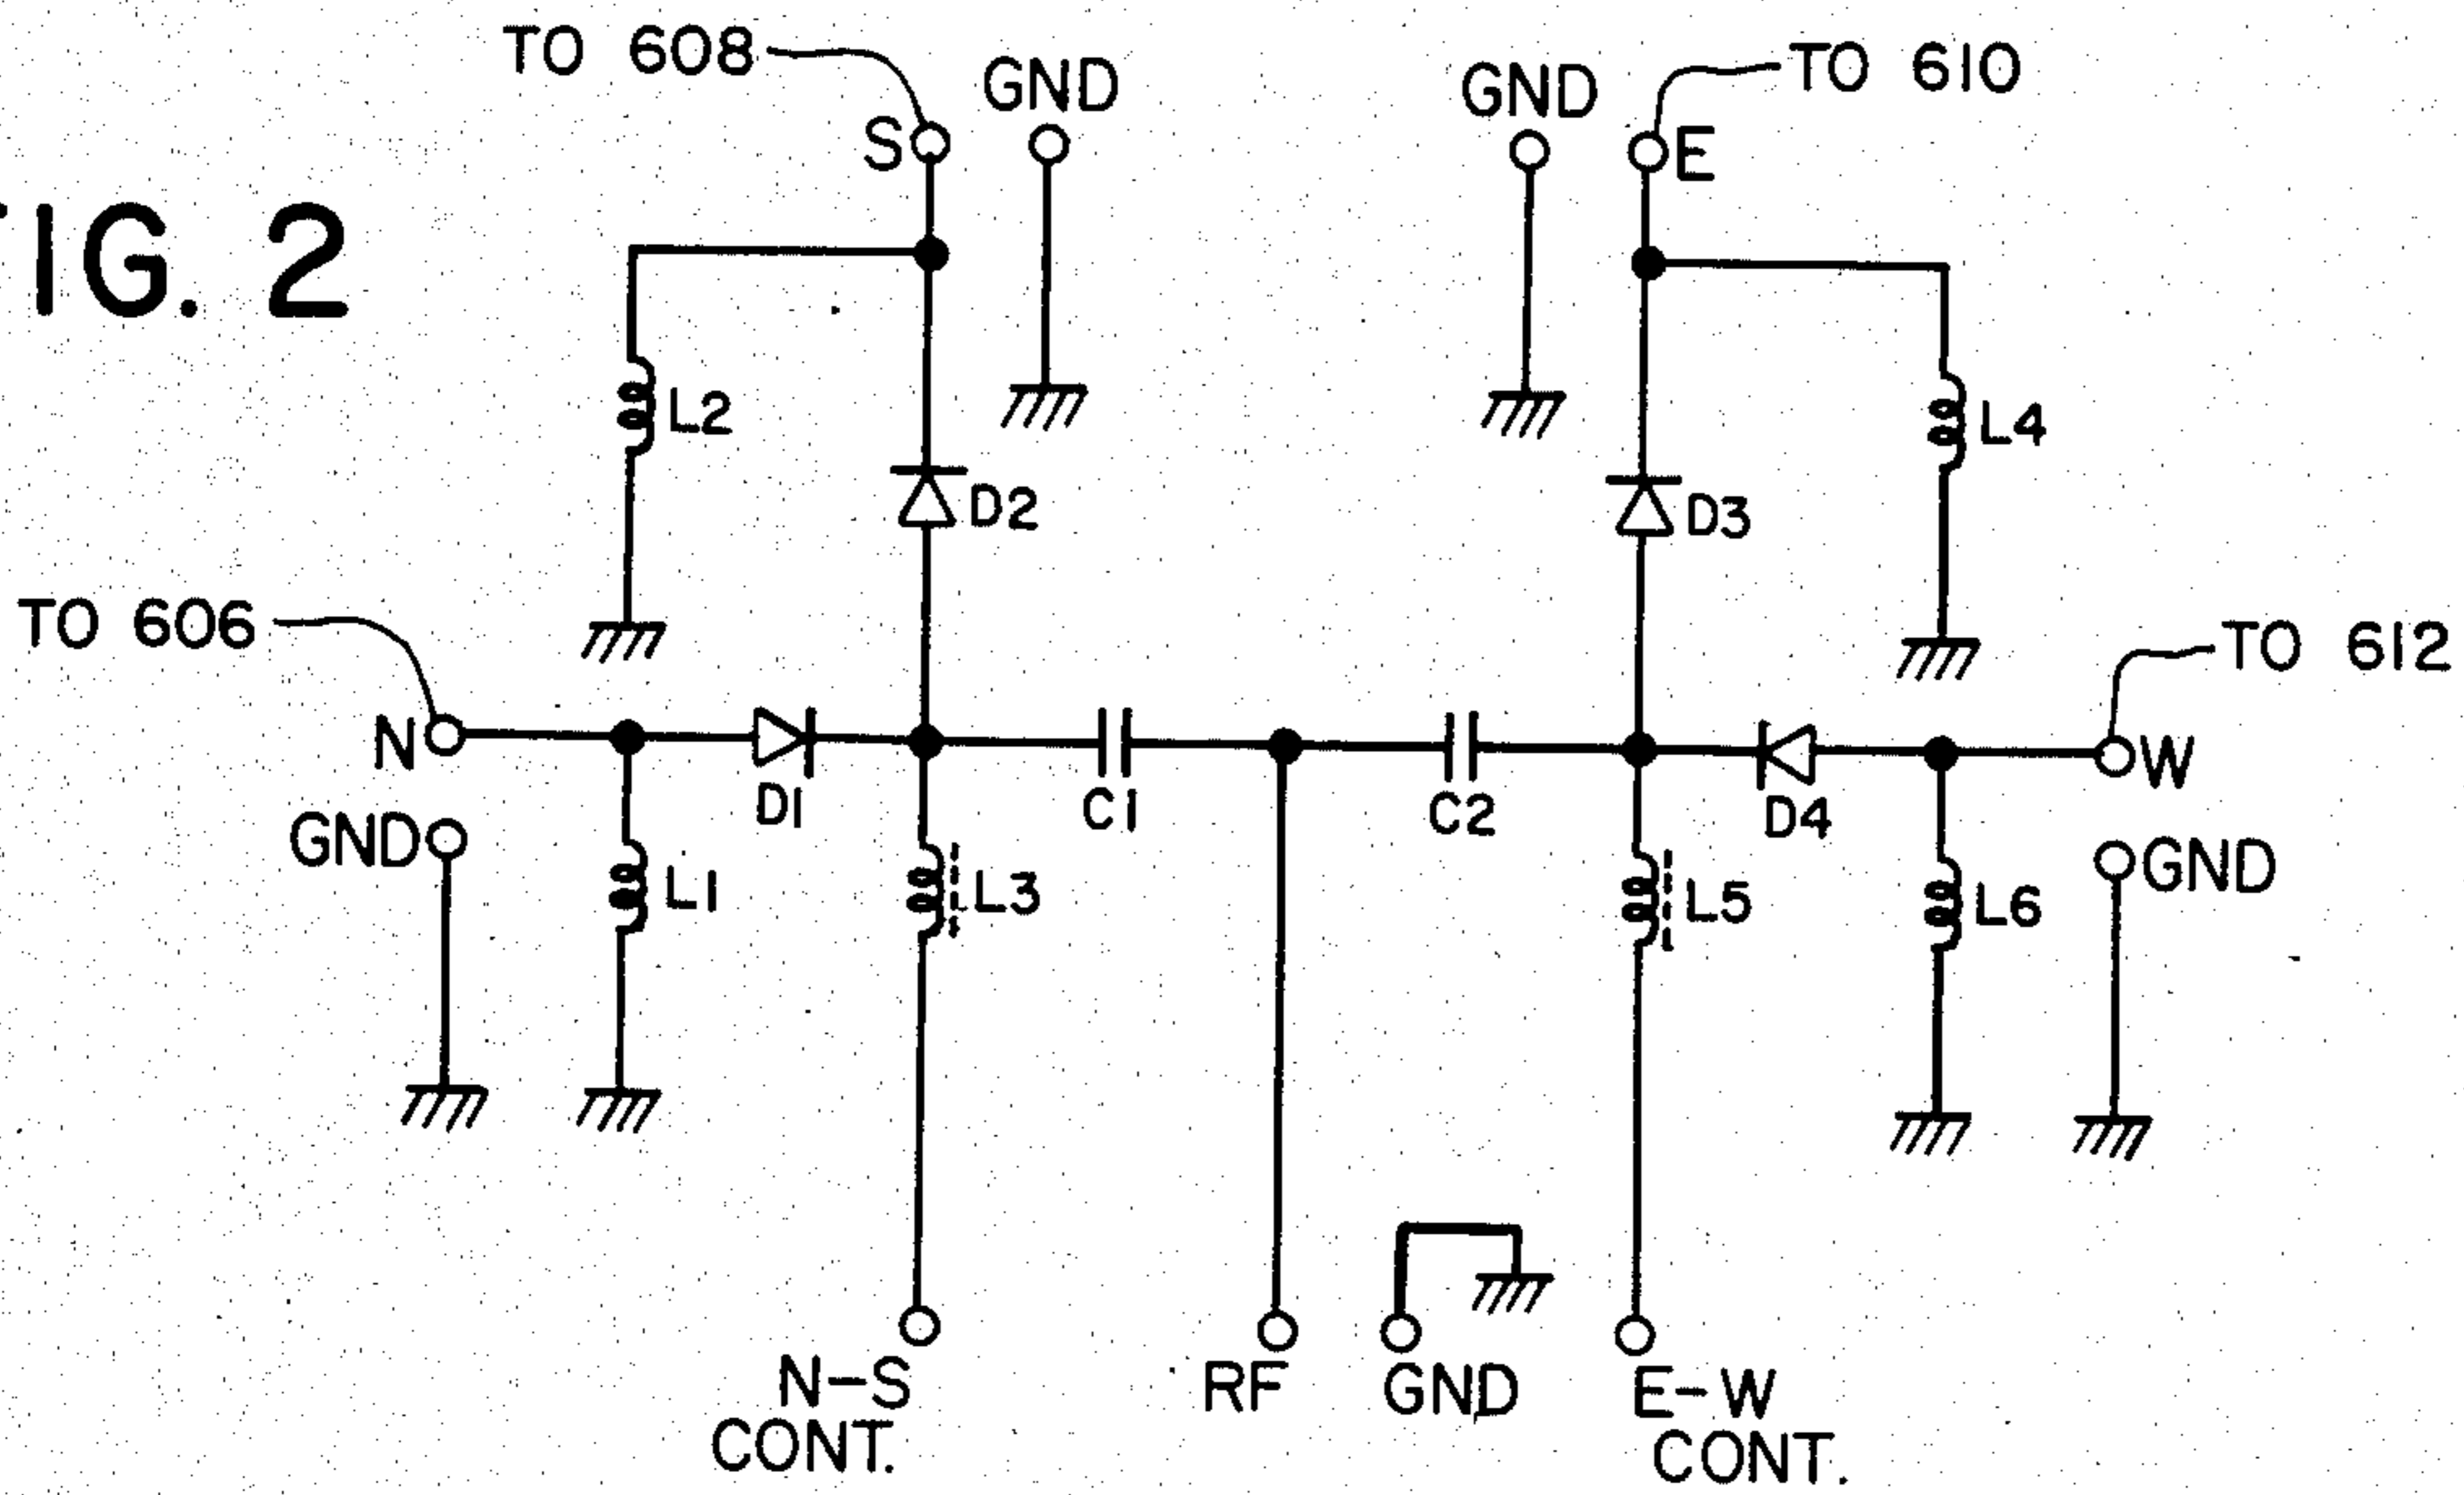 TO 608
GND
GND
TO 610
S
E
IG. 2
L2
L4
D2
D3
TO 606
TO 612
N
W
D1
C1
C2
D4
GND
GND
L1
L3
L5
L6
N-S
CONT.
RF
GND
E-W
CONT.